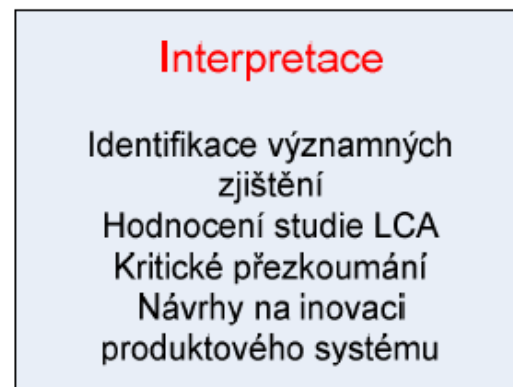 Interpretace
Identifikace významných
zjištění
Hodnocení studie LCA
Kritické přezkoumání
Návrhy na inovaci
produktového systému